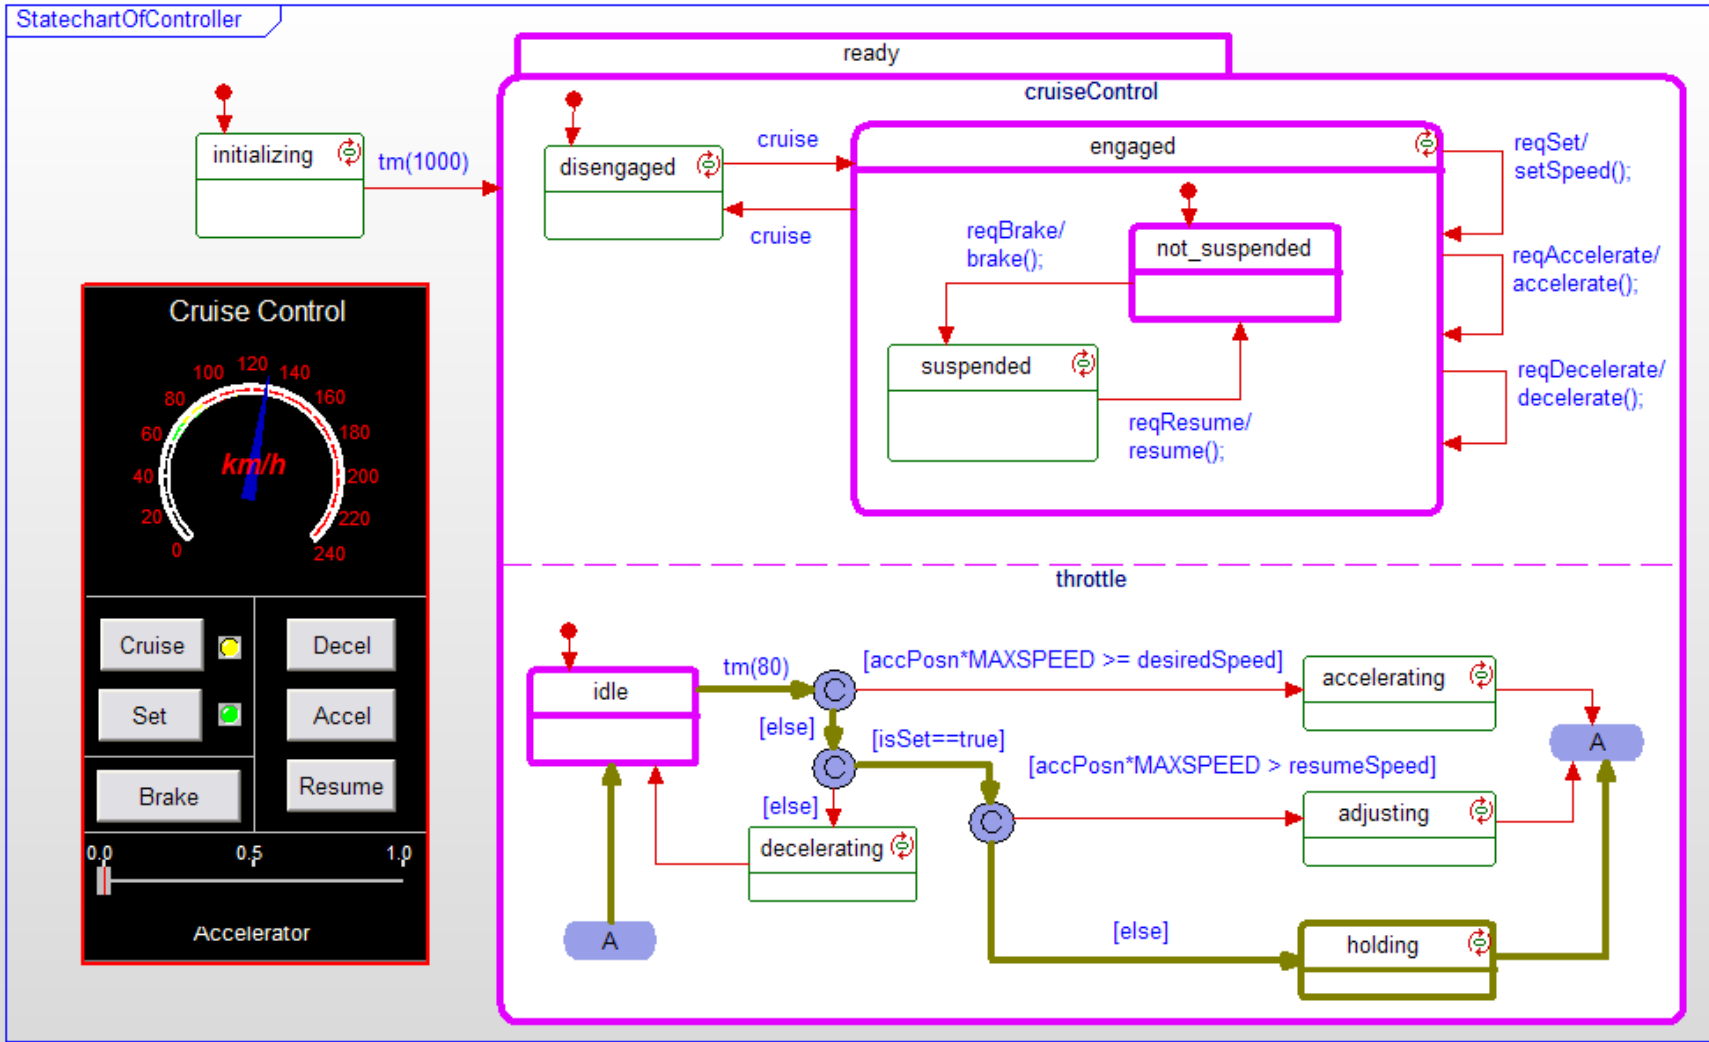 StatechartOfController
ready
cruiseControl
initializing
tm(1000)
disengaged
cruise
cruise
engaged
reqSet/
setSpeed();
reqBrake/
brake();
not_suspended
reqAccelerate/
accelerate();
suspended
reqResume/
resume();
reqDecelerate/
decelerate();
Cruise Control
0
20
40
60
80
100
120
140
160
180
200
220
240
km/h
Cruise
Decel
Set
Accel
Brake
Resume
0.0
0.5
1.0
Accelerator
throttle
idle
tm(80)
C
[accPosn*MAXSPEED >= desiredSpeed]
accelerating
[else]
[isSet==true]
C
A
[accPosn*MAXSPEED > resumeSpeed]
[else]
C
adjusting
decelerating
A
[else]
holding